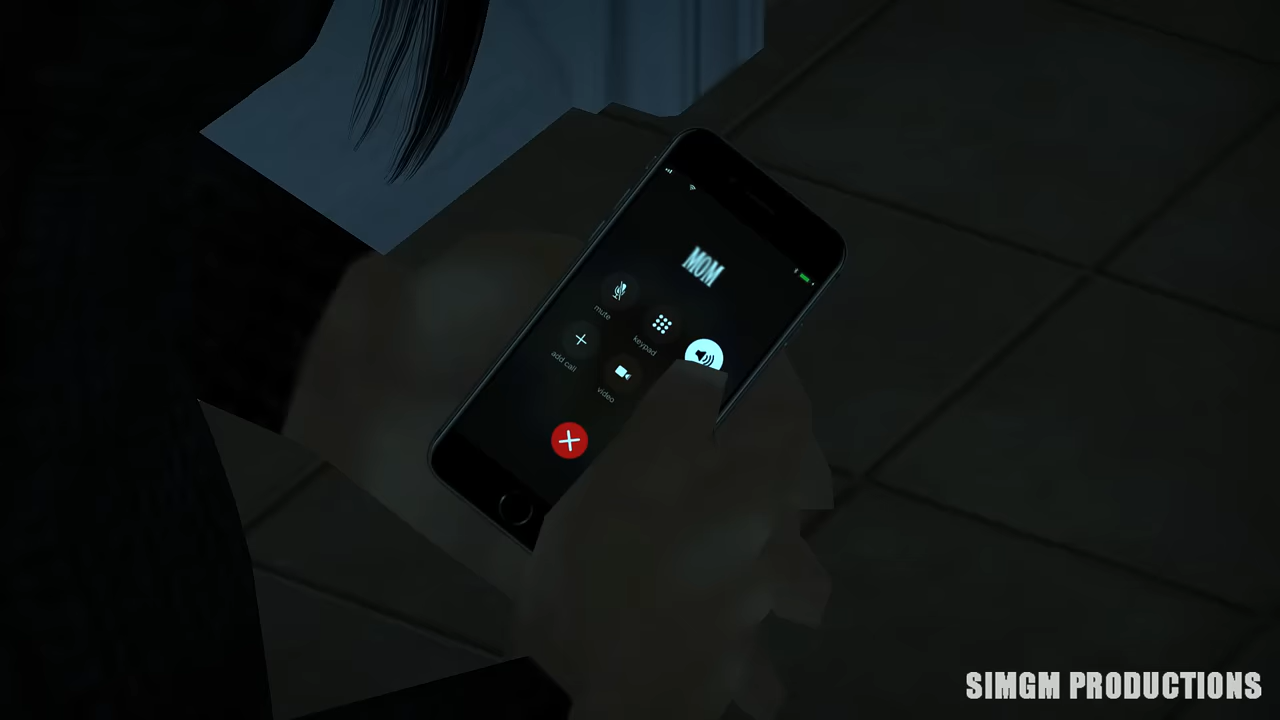 MOM
mute
keypad
add call
video
SIMGM PRODUCTIONS